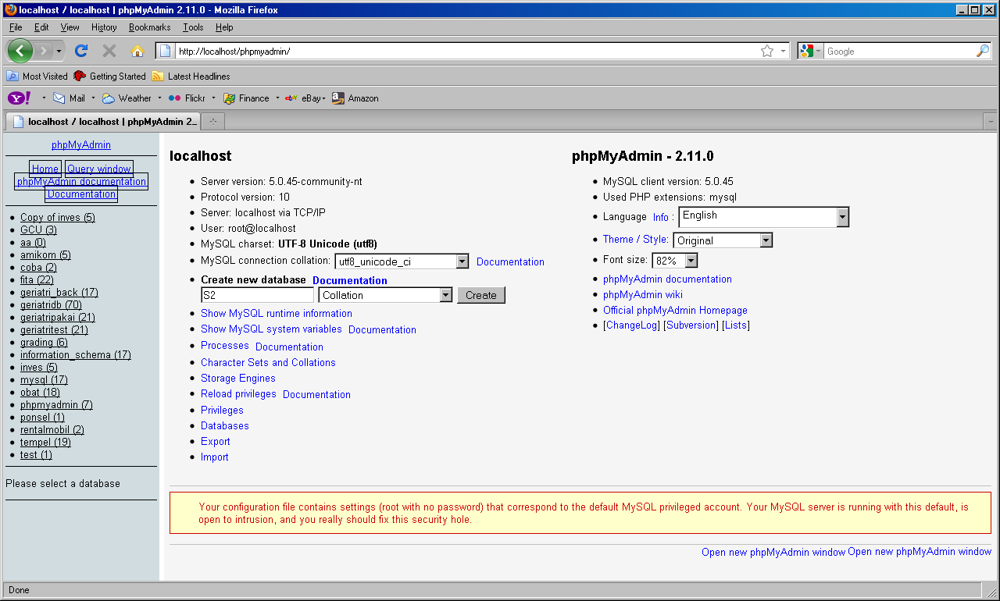 localhost / localhost | phpMyAdmin 2.11.0 - Mozilla Firefox
File Edit View History Bookmarks Tools Help
http://localhost/phpmyadmin/
Google
Most Visited Getting Started Latest Headlines
Y! Mail Weather Flickr Finance eBay Amazon
localhost / localhost | phpMyAdmin 2...
phpMyAdmin
Home Query window
phpMyAdmin documentation
Documentation
Copy of inves (5)
GCU (3)
aa (0)
amikom (5)
coba (2)
fita (22)
geriatri_back (17)
geriatridb (70)
geriatripakai (21)
geriatritest (21)
grading (6)
information_schema (17)
inves (5)
mysql (17)
obat (18)
phpmyadmin (7)
ponsel (1)
rentalmobil (2)
tempel (19)
test (1)
Please select a database
localhost
Server version: 5.0.45-community-nt
Protocol version: 10
Server: localhost via TCP/IP
User: root@localhost
MySQL charset: UTF-8 Unicode (utf8)
MySQL connection collation: utf8_unicode_ci Documentation
Create new database Documentation
S2 Collation Create
Show MySQL runtime information
Show MySQL system variables Documentation
Processes Documentation
Character Sets and Collations
Storage Engines
Reload privileges Documentation
Privileges
Databases
Export
Import
phpMyAdmin - 2.11.0
MySQL client version: 5.0.45
Used PHP extensions: mysql
Language Info : English
Theme / Style: Original
Font size: 82%
phpMyAdmin documentation
phpMyAdmin wiki
Official phpMyAdmin Homepage
[ChangeLog] [Subversion] [Lists]
Your configuration file contains settings (root with no password) that correspond to the default MySQL privileged account. Your MySQL server is running with this default, is
open to intrusion, and you really should fix this security hole.
Open new phpMyAdmin window Open new phpMyAdmin window
Done